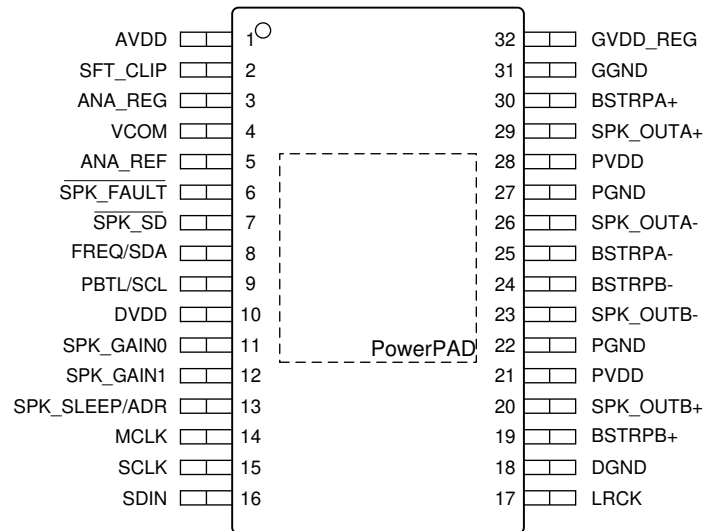 AVDD 1 32 GVDD_REG
SFT_CLIP 2 31 GGND
ANA_REG 3 30 BSTRPA+
VCOM 4 29 SPK_OUTA+
ANA_REF 5 28 PVDD
SPK_FAULT 6 27 PGND
SPK_SD 7 26 SPK_OUTA-
FREQ/SDA 8 25 BSTRPA-
PBTL/SCL 9 24 BSTRPB-
DVDD 10 23 SPK_OUTB-
SPK_GAIN0 11 PowerPAD 22 PGND
SPK_GAIN1 12 21 PVDD
SPK_SLEEP/ADR 13 20 SPK_OUTB+
MCLK 14 19 BSTRPB+
SCLK 15 18 DGND
SDIN 16 17 LRCK